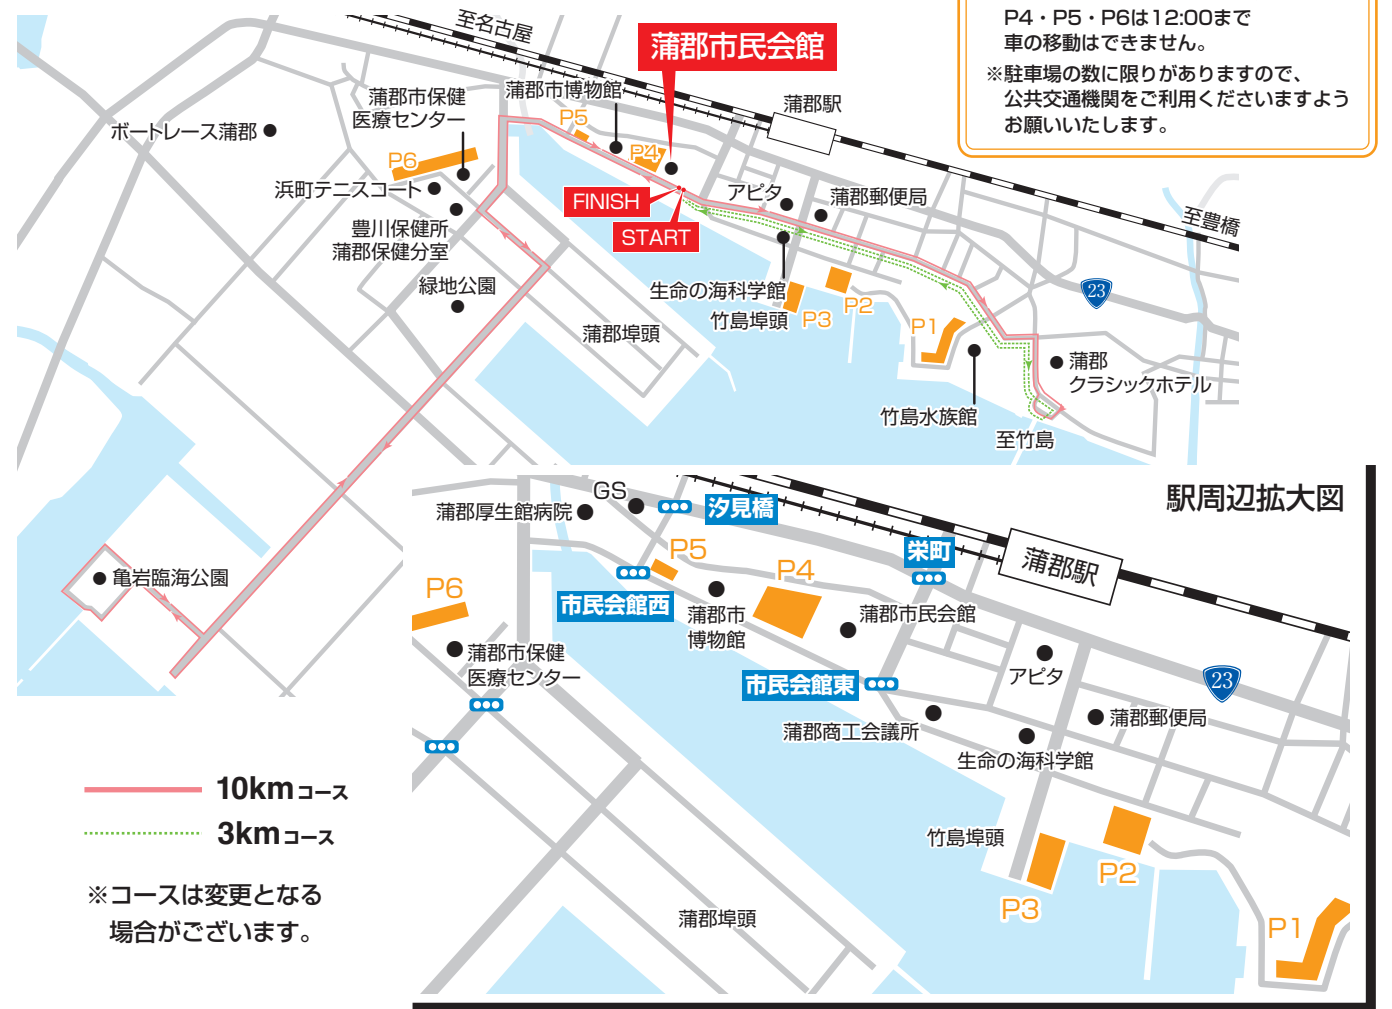 P4・P5・P6は12:00まで
車の移動はできません。
※駐車場の数に限りがありますので、
公共交通機関をご利用くださいますよう
お願いいたします。
至名古屋
蒲郡市民会館
蒲郡市博物館
蒲郡駅
蒲郡市保健
医療センター
P5
ボートレース蒲郡
P4
P6
浜町テニスコート
アピタ
蒲郡郵便局
FINISH
START
至豊橋
豊川保健所
蒲郡保健分室
緑地公園
生命の海科学館
23
竹島埠頭
P3
P2
P1
蒲郡埠頭
蒲郡
クラシックホテル
竹島水族館
至竹島
亀岩臨海公園
駅周辺拡大図
GS
蒲郡厚生館病院
汐見橋
栄町
蒲郡駅
P5
P4
P6
市民会館西
蒲郡市
博物館
蒲郡市民会館
蒲郡市保健
医療センター
アピタ
市民会館東
23
蒲郡商工会議所
蒲郡郵便局
生命の海科学館
竹島埠頭
P2
P3
P1
蒲郡埠頭
10kmコース
3kmコース
※コースは変更となる
場合がございます。